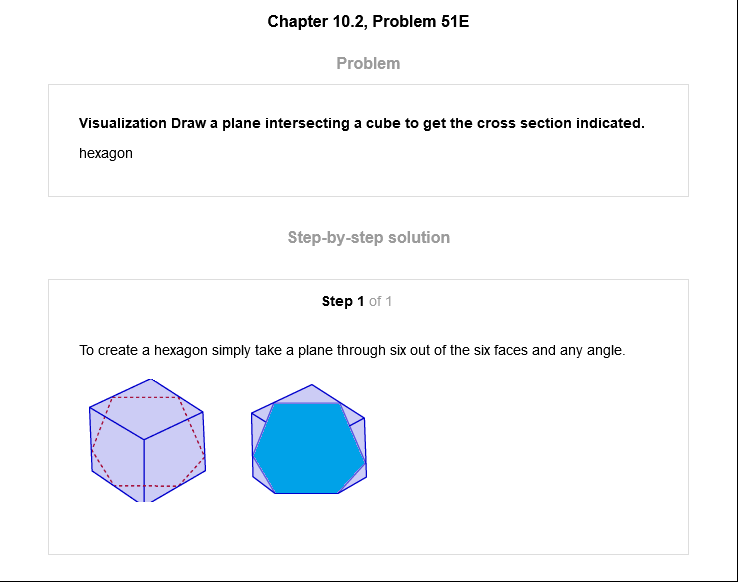 Chapter 10.2, Problem 51E
Problem
Visualization Draw a plane intersecting a cube to get the cross section indicated.
hexagon
Step-by-step solution
Step 1 of 1
To create a hexagon simply take a plane through six out of the six faces and any angle.